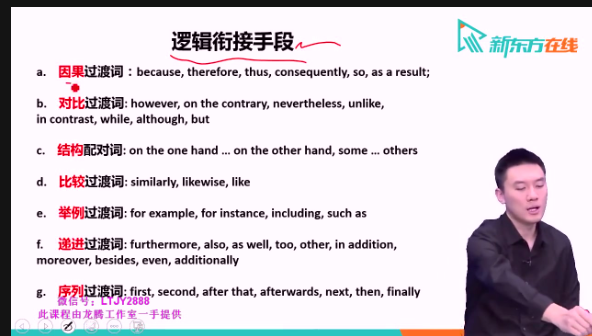 逻辑衔接手段
新东方在线
a. 因果过渡词：because, therefore, thus, consequently, so, as a result;
b. 对比过渡词: however, on the contrary, nevertheless, unlike,
in contrast, while, although, but
c. 结构配对词: on the one hand ... on the other hand, some ... others
d. 比较过渡词: similarly, likewise, like
e. 举例过渡词: for example, for instance, including, such as
f. 递进过渡词: furthermore, also, as well, too, other, in addition,
moreover, besides, even, additionally
g. 序列过渡词: first, second, after that, afterwards, next, then, finally
微信号：LTJY2888
此课程由龙腾工作室一手提供